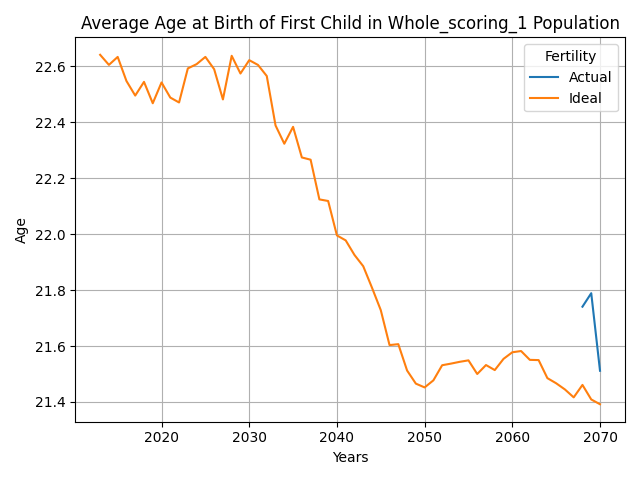 Average Age at Birth of First Child in Whole_scoring_1 Population
Fertility
Actual
Ideal
Age
22.6
22.4
22.2
22.0
21.8
21.6
21.4
2020 2030 2040 2050 2060 2070
Years